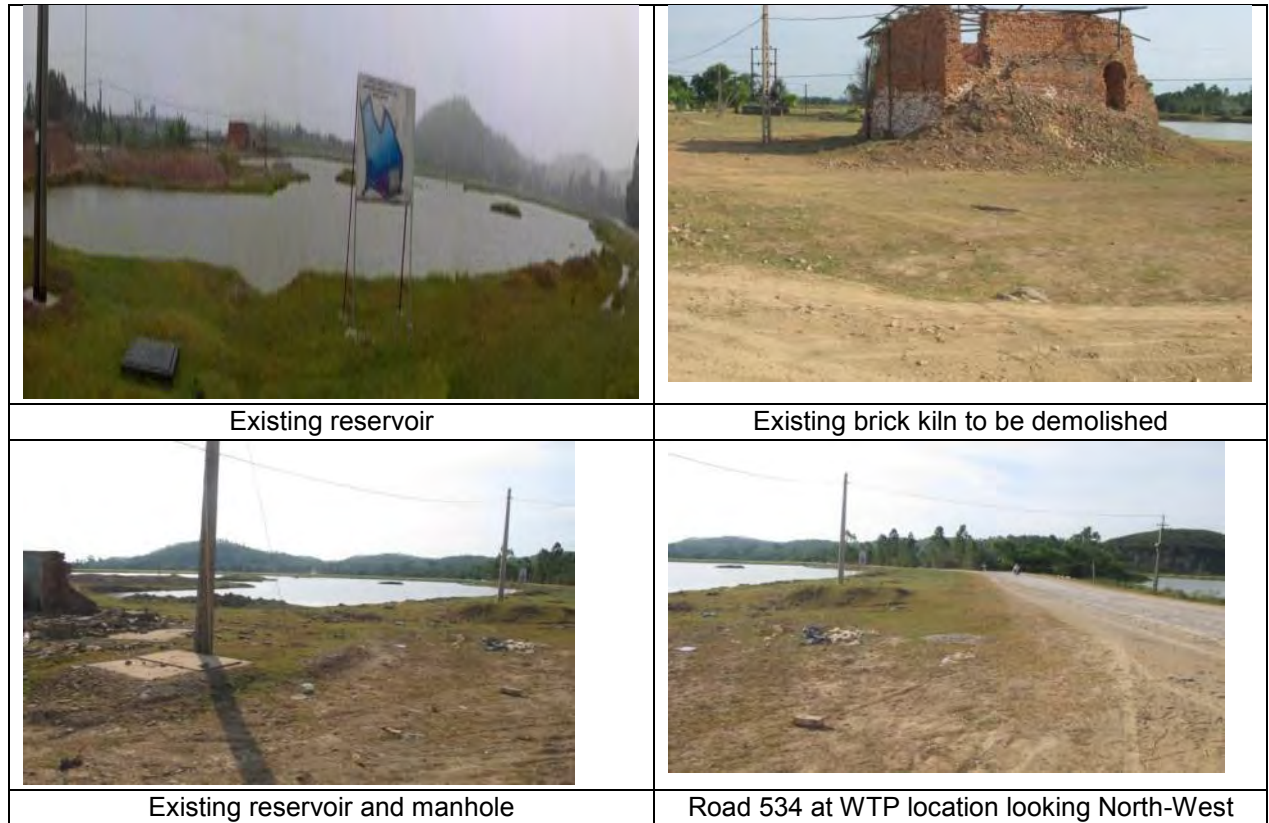 Existing reservoir
Existing brick kiln to be demolished
Existing reservoir and manhole
Road 534 at WTP location looking North-West